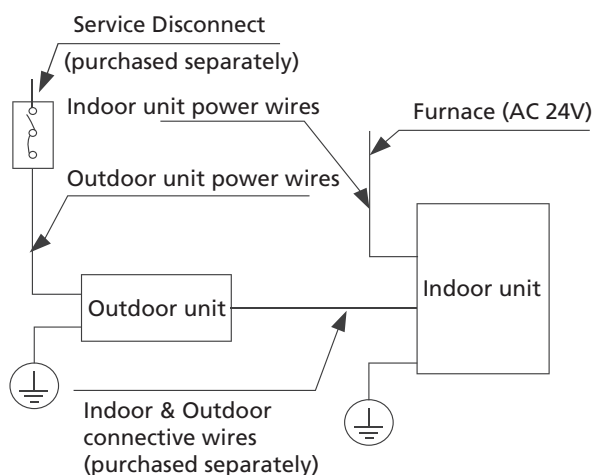 Service Disconnect
(purchased separately)
Indoor unit power wires
Furnace (AC 24V)
Outdoor unit power wires
Outdoor unit
Indoor unit
Indoor & Outdoor
connective wires
(purchased separately)